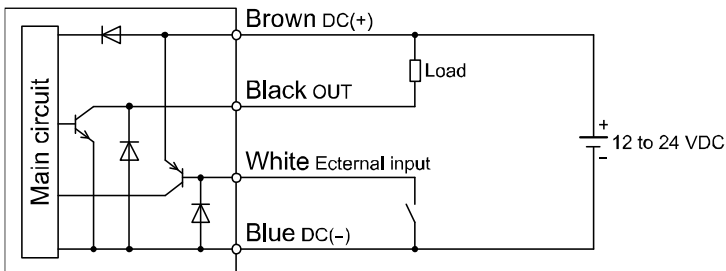 Main circuit
Brown DC(+)
Load
Black OUT
+
12 to 24 VDC
−
White Ecternal input
Blue DC(−)